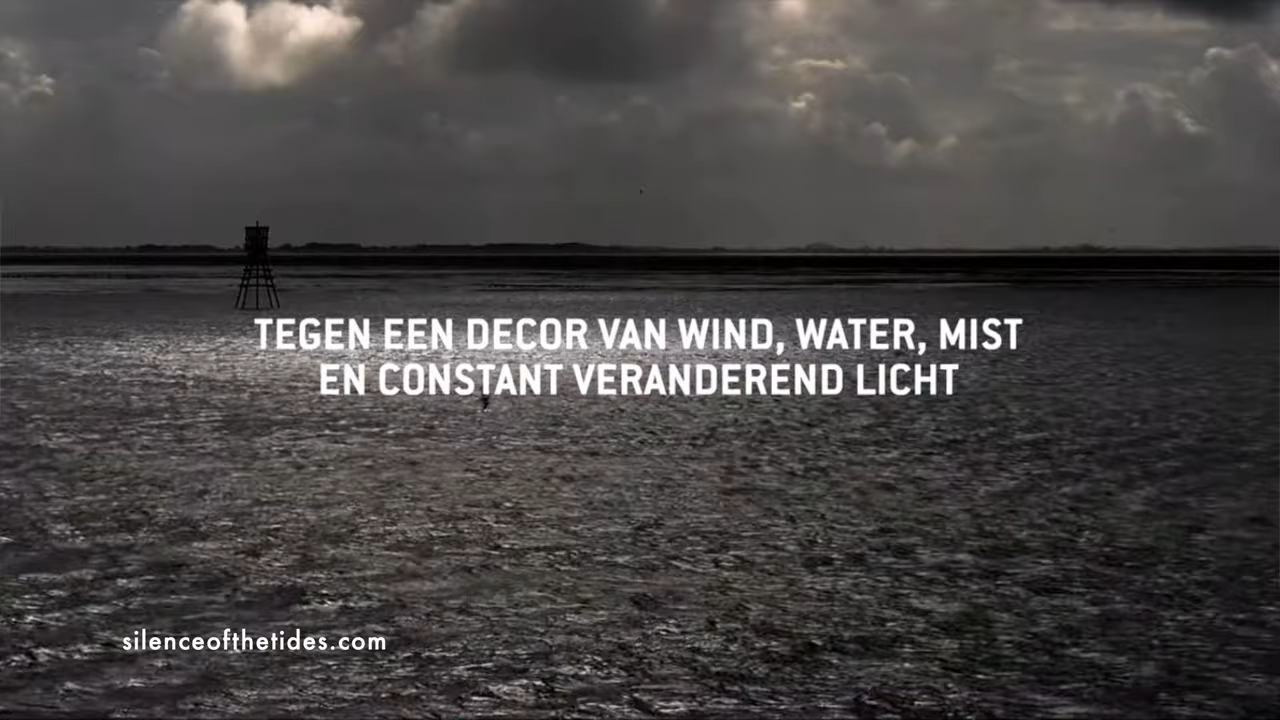 TEGEN EEN DECOR VAN WIND, WATER, MIST
EN CONSTANT VERANDEREND LICHT
silenceofthetides.com